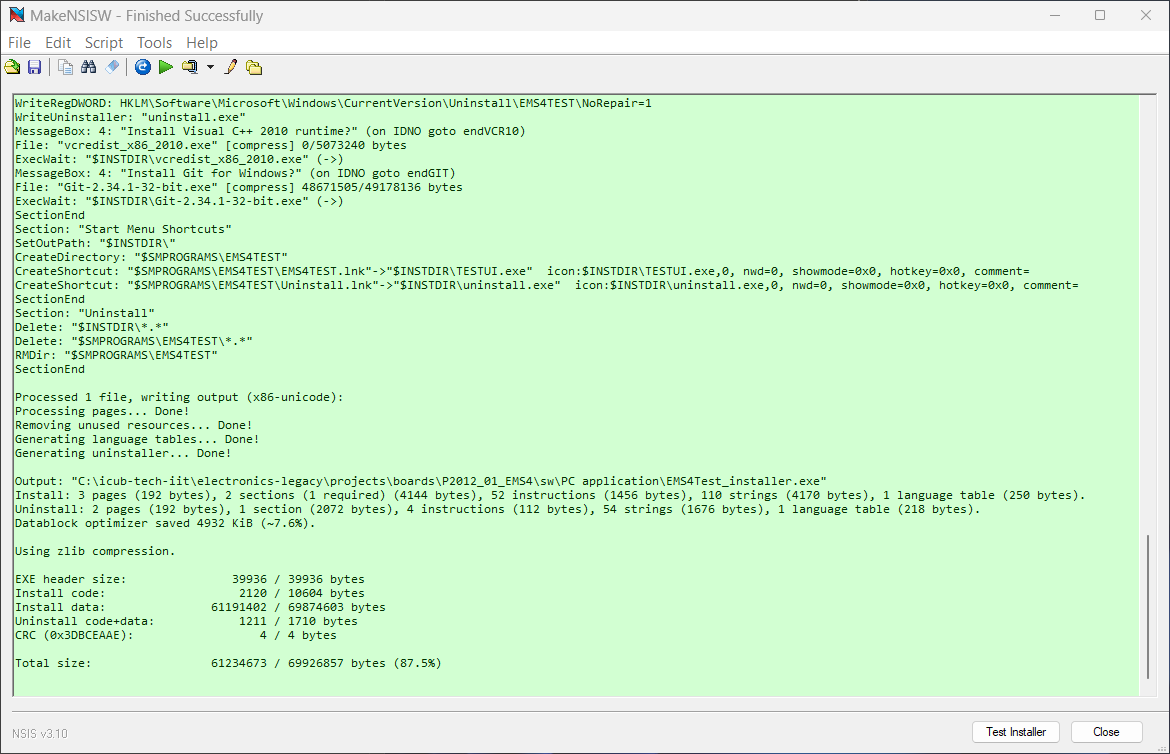 MakeNSISW - Finished Successfully
File Edit Script Tools Help
WriteRegDWORD: HKLM\Software\Microsoft\Windows\CurrentVersion\Uninstall\EMS4TEST\NoRepair=1
WriteUninstaller: "uninstall.exe"
MessageBox: 4: "Install Visual C++ 2010 runtime?" (on IDNO goto endVCR10)
File: "vcredist_x86_2010.exe" [compress] 0/5073240 bytes
ExecWait: "$INSTDIR\vcredist_x86_2010.exe" (->)
MessageBox: 4: "Install Git for Windows?" (on IDNO goto endGIT)
File: "Git-2.34.1-32-bit.exe" [compress] 48671505/49178136 bytes
ExecWait: "$INSTDIR\Git-2.34.1-32-bit.exe" (->)
SectionEnd
Section: "Start Menu Shortcuts"
SetOutPath: "$INSTDIR\"
CreateDirectory: "$SMPROGRAMS\EMS4TEST"
CreateShortcut: "$SMPROGRAMS\EMS4TEST\EMS4TEST.lnk"->"$INSTDIR\TESTUI.exe"  icon:$INSTDIR\TESTUI.exe,0, nwd=0, showmode=0x0, hotkey=0x0, comment=
CreateShortcut: "$SMPROGRAMS\EMS4TEST\Uninstall.lnk"->"$INSTDIR\uninstall.exe"  icon:$INSTDIR\uninstall.exe,0, nwd=0, showmode=0x0, hotkey=0x0, comment=
SectionEnd
Section: "Uninstall"
Delete: "$INSTDIR\*.*"
Delete: "$SMPROGRAMS\EMS4TEST\*.*"
RMDir: "$SMPROGRAMS\EMS4TEST"
SectionEnd
Processed 1 file, writing output (x86-unicode):
Processing pages... Done!
Removing unused resources... Done!
Generating language tables... Done!
Generating uninstaller... Done!
Output: "C:\icub-tech-iit\electronics-legacy\projects\boards\P2012_01_EMS4\sw\PC application\EMS4Test_installer.exe"
Install: 3 pages (192 bytes), 2 sections (1 required) (4144 bytes), 52 instructions (1456 bytes), 110 strings (4170 bytes), 1 language table (250 bytes).
Uninstall: 2 pages (192 bytes), 1 section (2072 bytes), 4 instructions (112 bytes), 54 strings (1676 bytes), 1 language table (218 bytes).
Datablock optimizer saved 4932 KiB (~7.6%).
Using zlib compression.
EXE header size: 39936 / 39936 bytes
Install code: 2120 / 10604 bytes
Install data: 61191402 / 69874603 bytes
Uninstall code+data: 1211 / 1710 bytes
CRC (0x3DBCEAAE): 4 / 4 bytes
Total size: 61234673 / 69926857 bytes (87.5%)
NSIS v3.10
Test Installer
Close